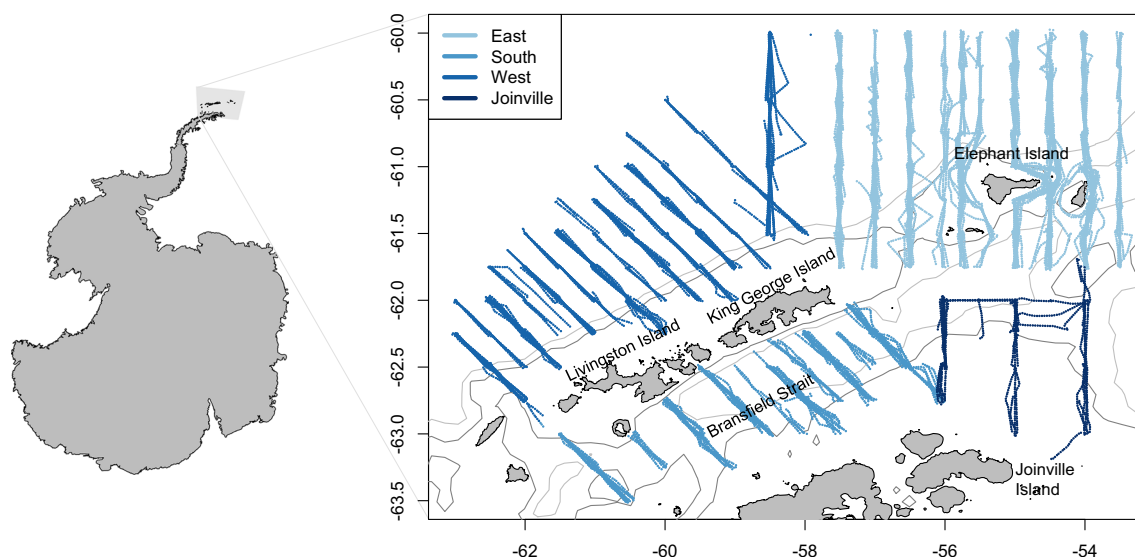 East
South
West
Joinville
-60.0
-60.5
-61.0
-61.5
-62.0
-62.5
-63.0
-63.5
Elephant Island
King George Island
Livingston Island
Bransfield Strait
Joinville
Island
-62
-60
-58
-56
-54